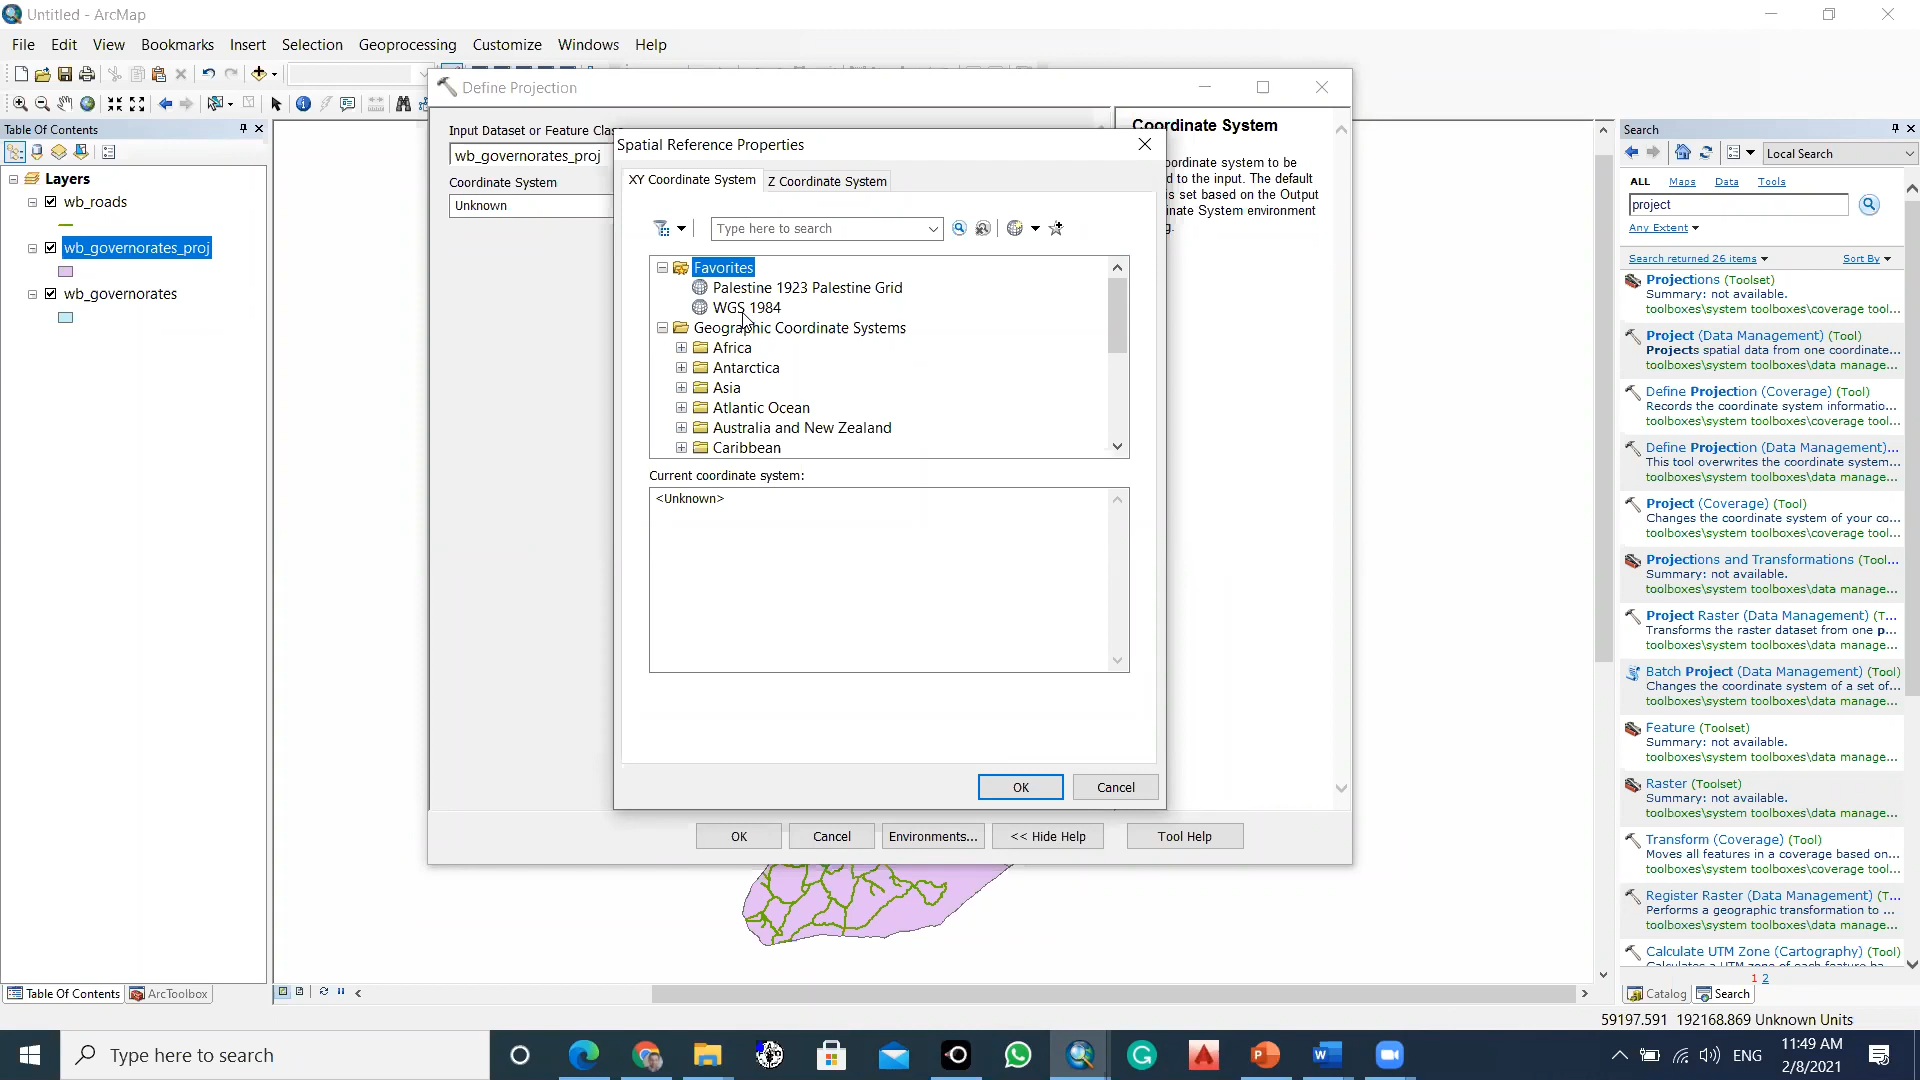 Untitled - ArcMap
File Edit View Bookmarks Insert Selection Geoprocessing Customize Windows Help
Table Of Contents
Layers
wb_roads
wb_governorates_proj
wb_governorates
Table Of Contents ArcToolbox
Define Projection
Input Dataset or Feature Clas
wb_governorates_proj
Coordinate System
Unknown
Coordinate System
oordinate system to be
d to the input. The default
is set based on the Output
inate System environment
g.
OK Cancel Environments... << Hide Help Tool Help
Spatial Reference Properties
XY Coordinate System Z Coordinate System
Type here to search
Favorites
Palestine 1923 Palestine Grid
WGS 1984
Geographic Coordinate Systems
Africa
Antarctica
Asia
Atlantic Ocean
Australia and New Zealand
Caribbean
Current coordinate system:
<Unknown>
OK Cancel
Search
Local Search
ALL Maps Data Tools
project
Any Extent
Search returned 26 items Sort By
Projections (Toolset)
Summary: not available.
toolboxes\system toolboxes\coverage tool...
Project (Data Management) (Tool)
Projects spatial data from one coordinate...
toolboxes\system toolboxes\data manage...
Define Projection (Coverage) (Tool)
Records the coordinate system informatio...
toolboxes\system toolboxes\coverage tool...
Define Projection (Data Management)...
This tool overwrites the coordinate system...
toolboxes\system toolboxes\data manage...
Project (Coverage) (Tool)
Changes the coordinate system of your co...
toolboxes\system toolboxes\coverage tool...
Projections and Transformations (Tool...
Summary: not available.
toolboxes\system toolboxes\data manage...
Project Raster (Data Management) (T...
Transforms the raster dataset from one p...
toolboxes\system toolboxes\data manage...
Batch Project (Data Management) (Tool)
Changes the coordinate system of a set of...
toolboxes\system toolboxes\data manage...
Feature (Toolset)
Summary: not available.
toolboxes\system toolboxes\data manage...
Raster (Toolset)
Summary: not available.
toolboxes\system toolboxes\data manage...
Transform (Coverage) (Tool)
Moves all features in a coverage based on...
toolboxes\system toolboxes\coverage tool...
Register Raster (Data Management) (T...
Performs a geographic transformation to ...
toolboxes\system toolboxes\data manage...
Calculate UTM Zone (Cartography) (Tool)
1 2
Catalog Search
59197.591 192168.869 Unknown Units
Type here to search
ENG
11:49 AM
2/8/2021